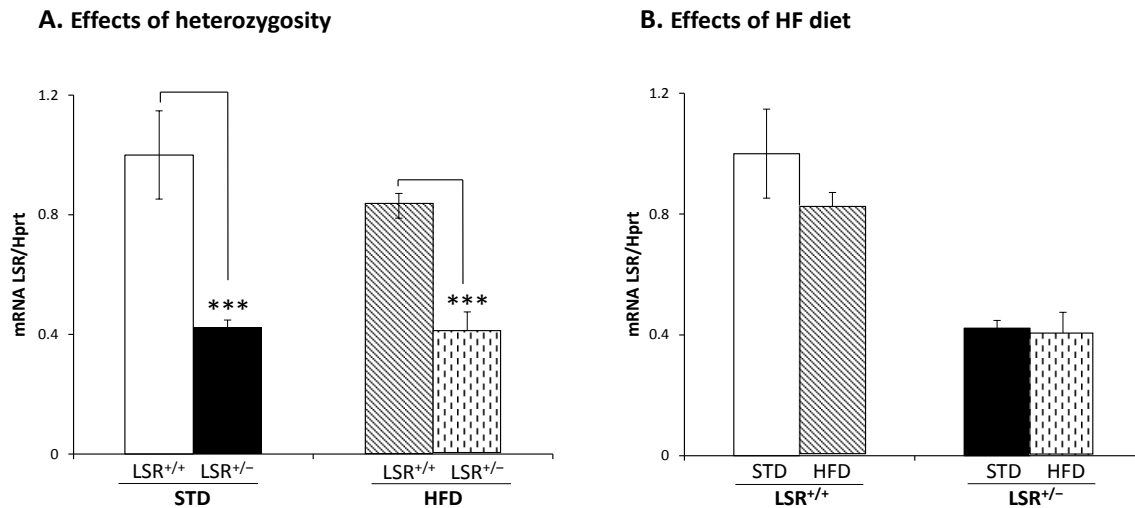 A. Effects of heterozygosity
mRNA LSR/Hprt
1.2
0.8
0.4
0
***
***
LSR+/+ LSR+/−
LSR+/+ LSR+/−
STD
HFD
B. Effects of HF diet
mRNA LSR/Hprt
1.2
0.8
0.4
0
STD HFD
STD HFD
LSR+/+
LSR+/−